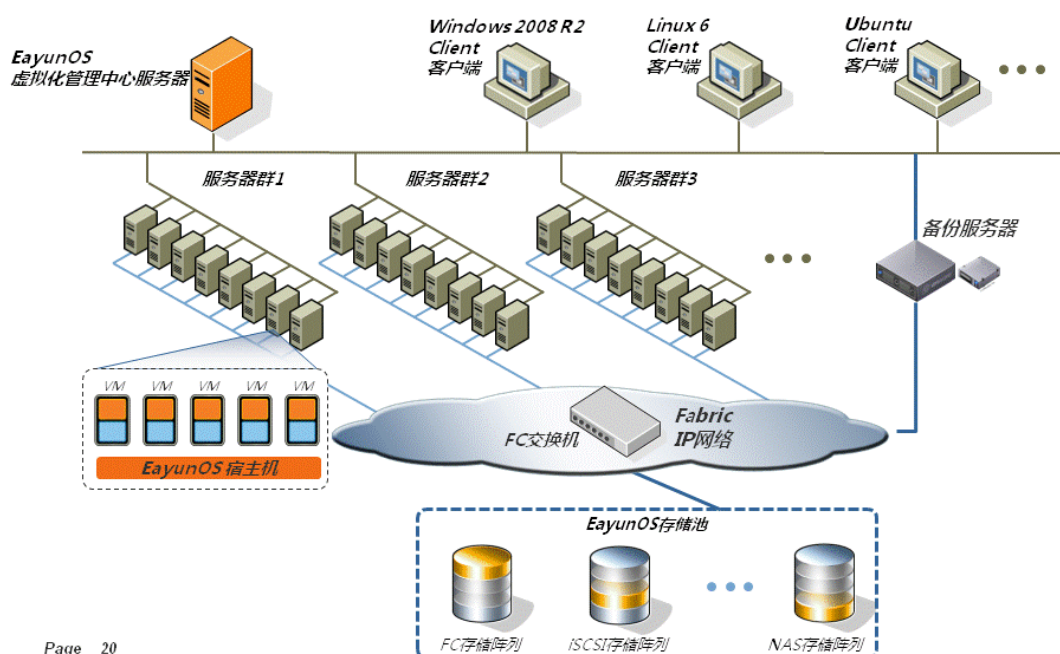 EayunOS
虚拟化管理中心服务器
Windows 2008 R2
Client
客户端
Linux 6
Client
客户端
Ubuntu
Client
客户端
服务器群1
服务器群2
服务器群3
备份服务器
VM
VM
VM
VM
VM
EayunOS 宿主机
FC交换机
Fabric
IP网络
EayunOS存储池
FC存储阵列
iSCSI存储阵列
NAS存储阵列
Page 20